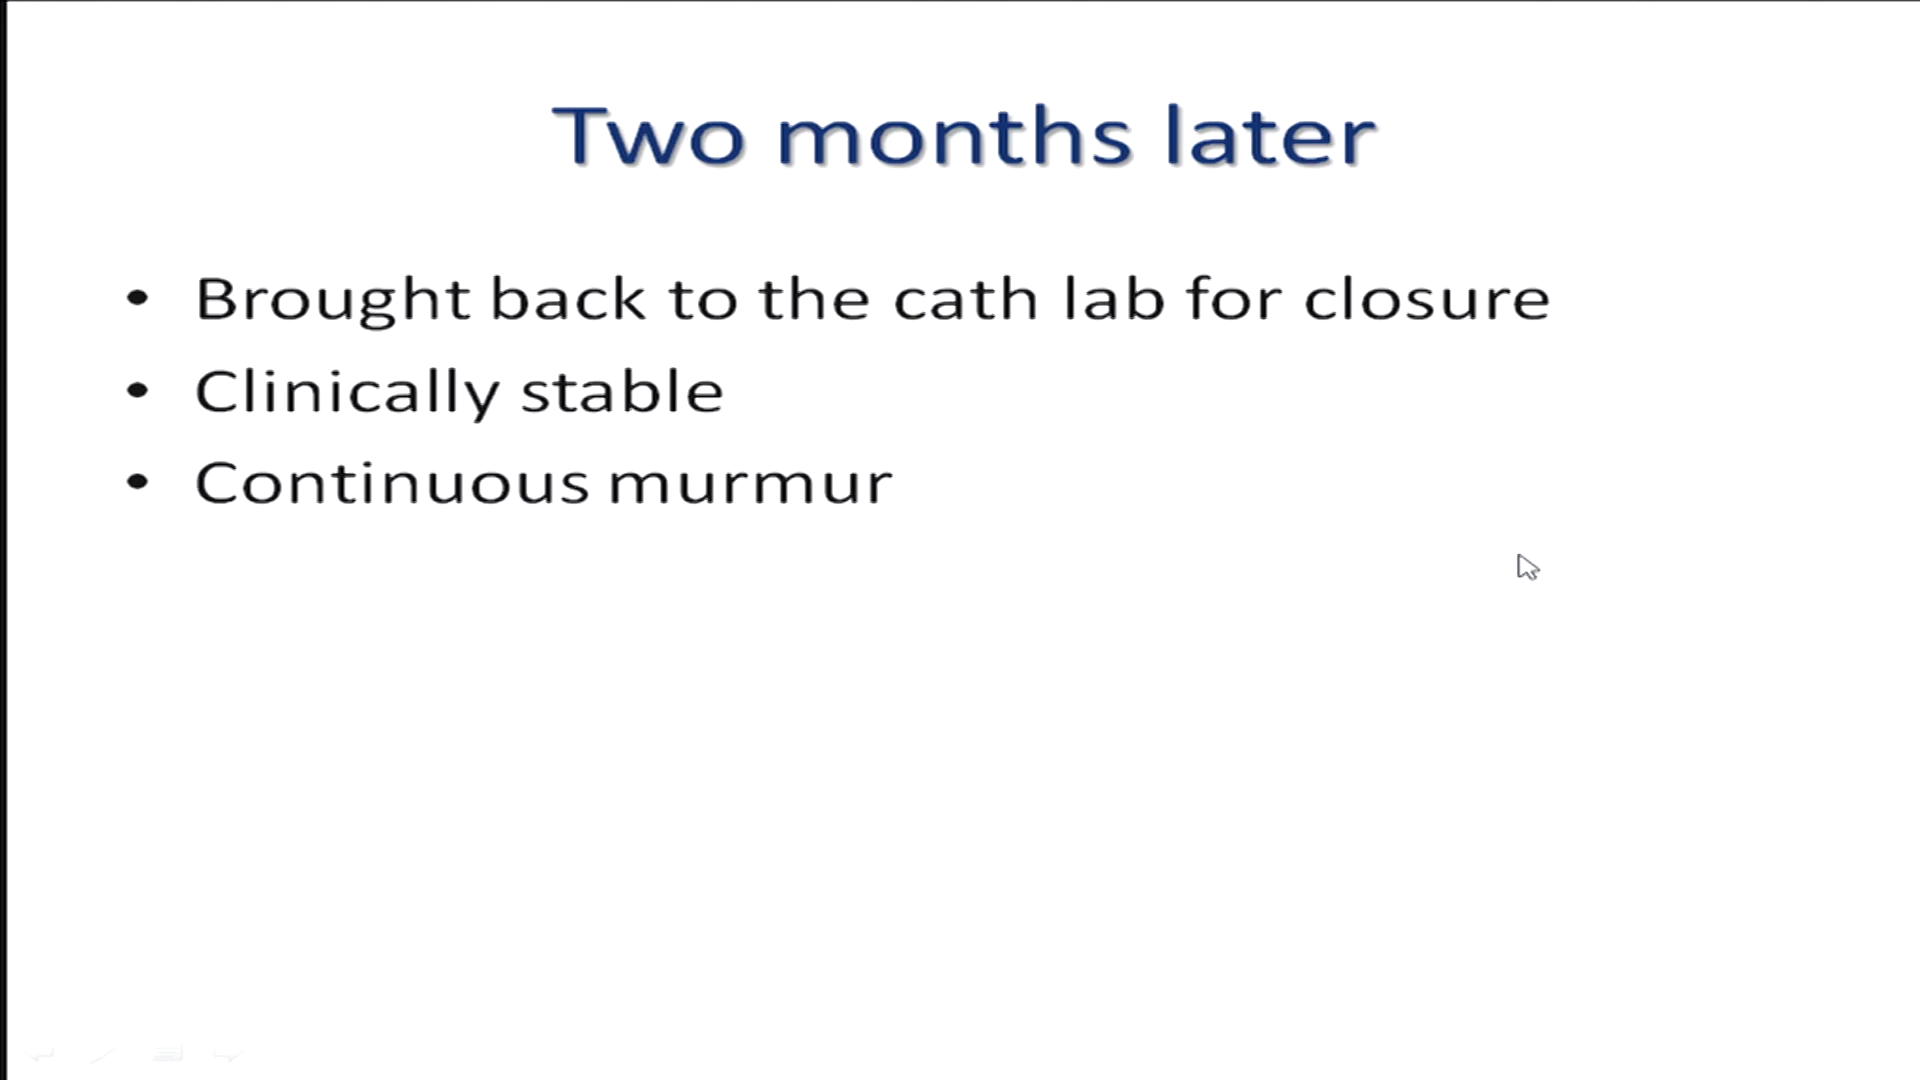 Two months later
• Brought back to the cath lab for closure
• Clinically stable
• Continuous murmur